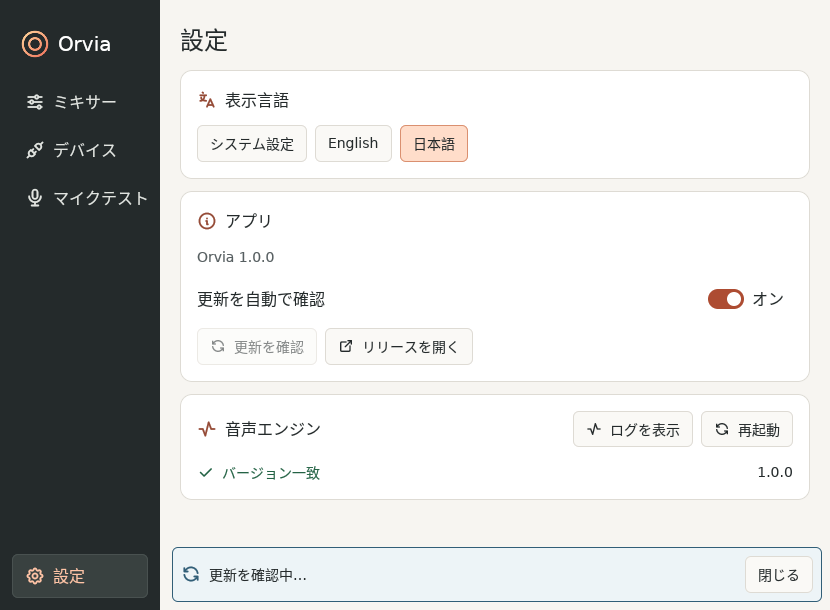 Orvia
ミキサー
デバイス
マイクテスト
設定
設定
表示言語
システム設定 English 日本語
アプリ
Orvia 1.0.0
更新を自動で確認 オン
更新を確認 リリースを開く
音声エンジン ログを表示 再起動
バージョン一致 1.0.0
更新を確認中… 閉じる